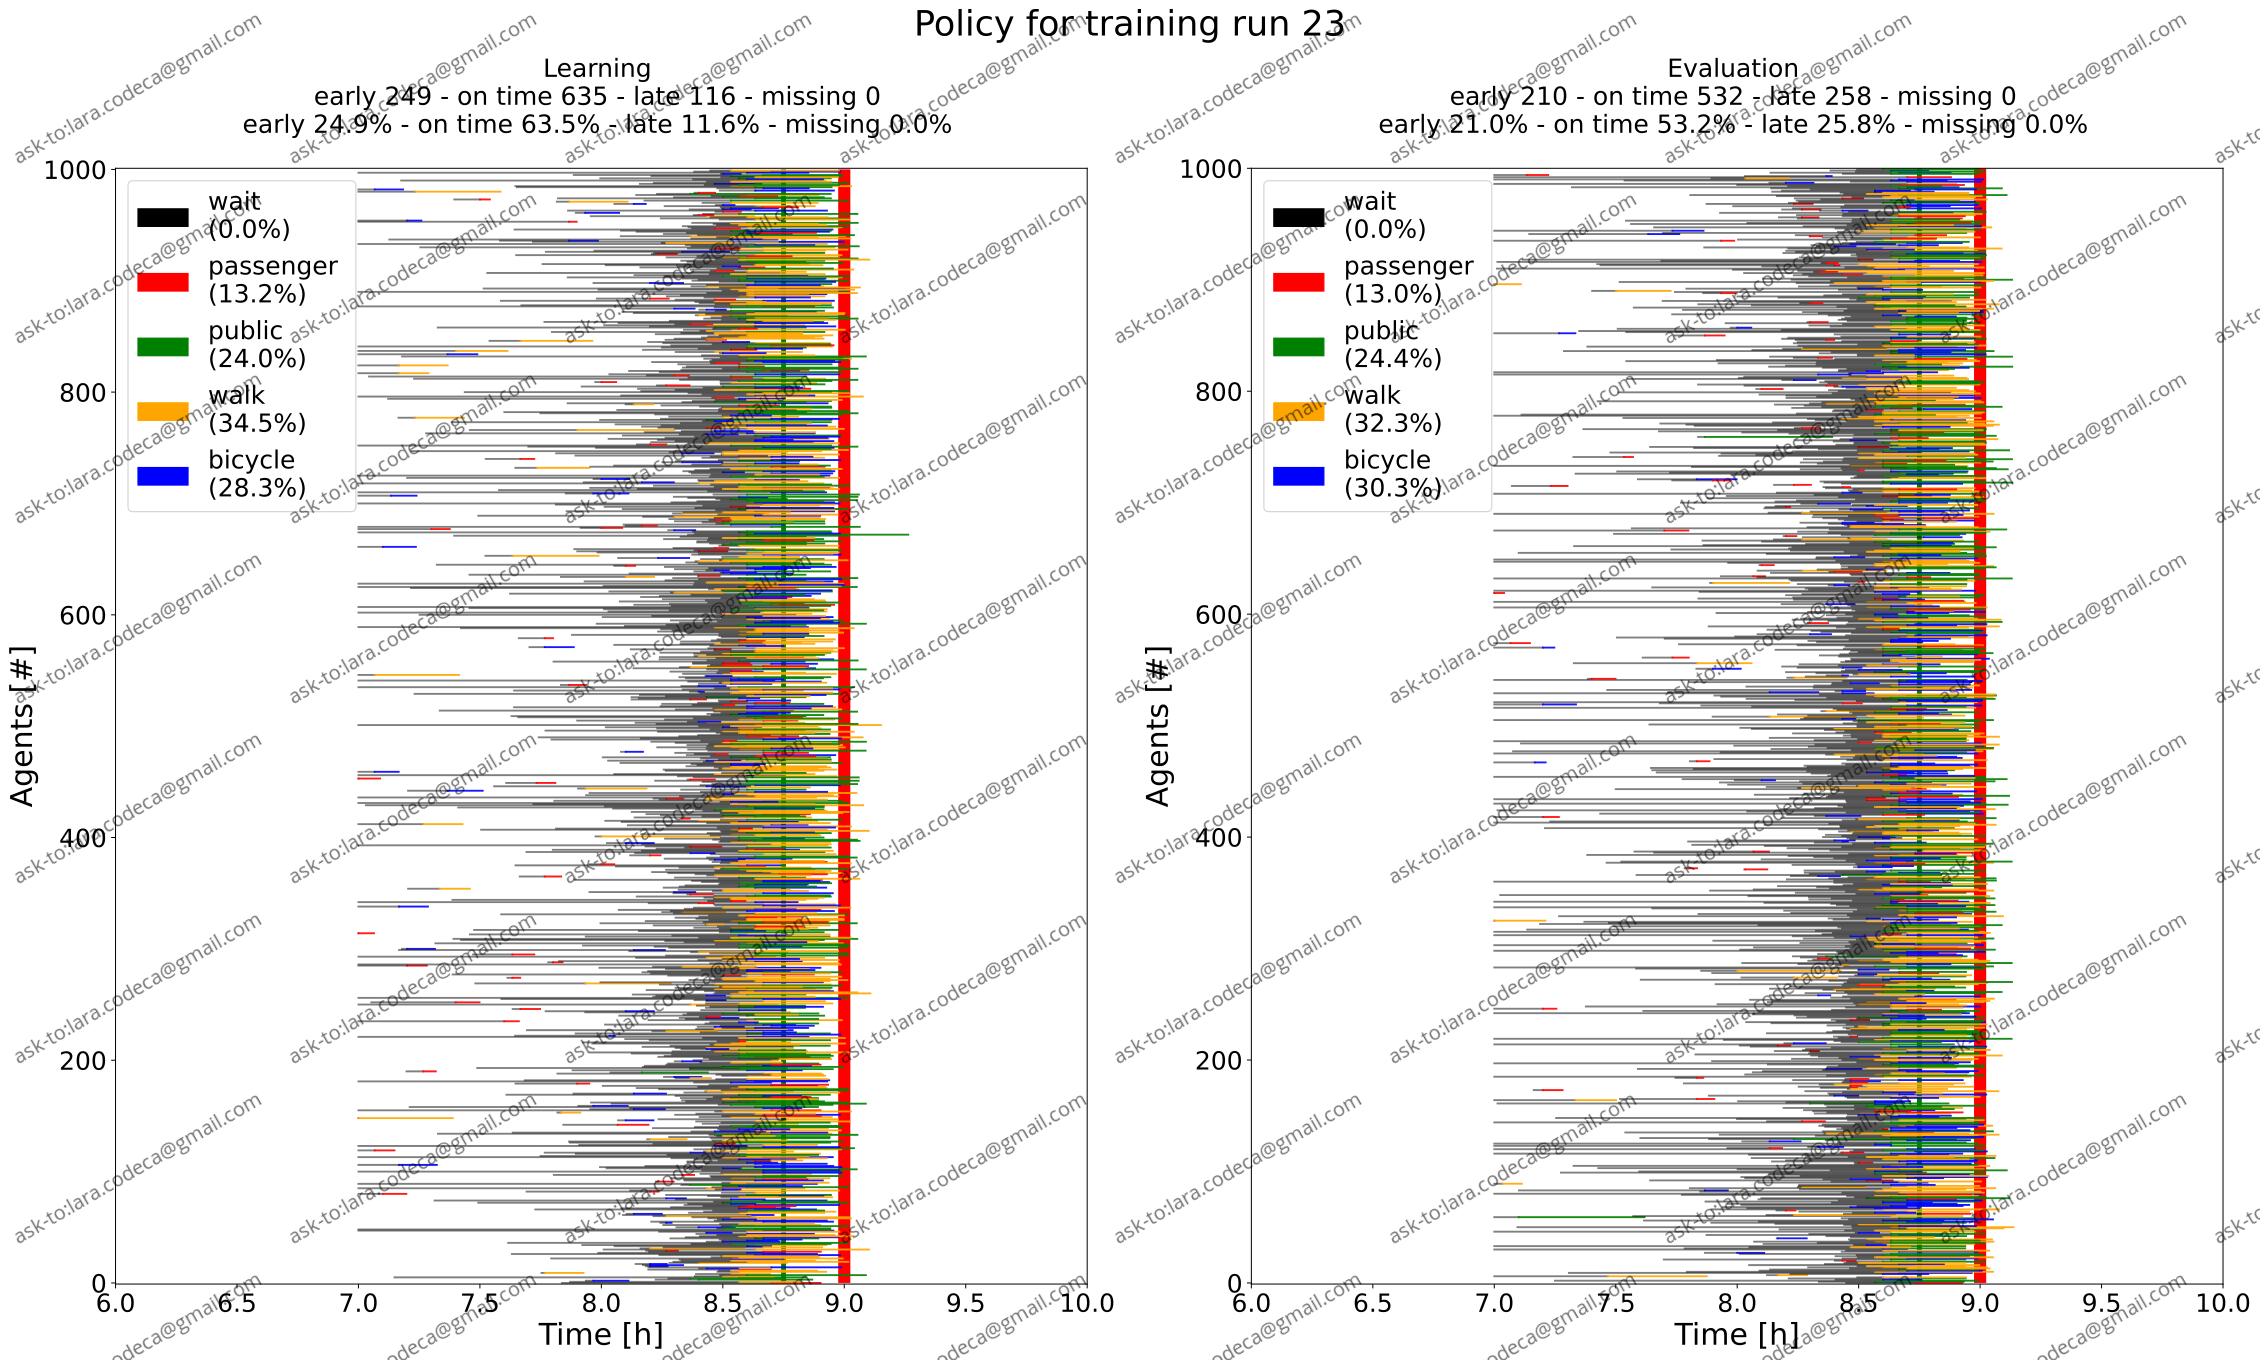 Policy for training run 23
Learning
early 249 - on time 635 - late 116 - missing 0
early 24.9% - on time 63.5% - late 11.6% - missing 0.0%
1000
800
600
400
200
0
Agents [#]
wait
(0.0%)
passenger
(13.2%)
public
(24.0%)
walk
(34.5%)
bicycle
(28.3%)
6.0 6.5 7.0 7.5 8.0 8.5 9.0 9.5 10.0
Time [h]
Evaluation
early 210 - on time 532 - late 258 - missing 0
early 21.0% - on time 53.2% - late 25.8% - missing 0.0%
1000
800
600
400
200
0
Agents [#]
wait
(0.0%)
passenger
(13.0%)
public
(24.4%)
walk
(32.3%)
bicycle
(30.3%)
6.0 6.5 7.0 7.5 8.0 8.5 9.0 9.5 10.0
Time [h]
ask-to:lara.codeca@gmail.com